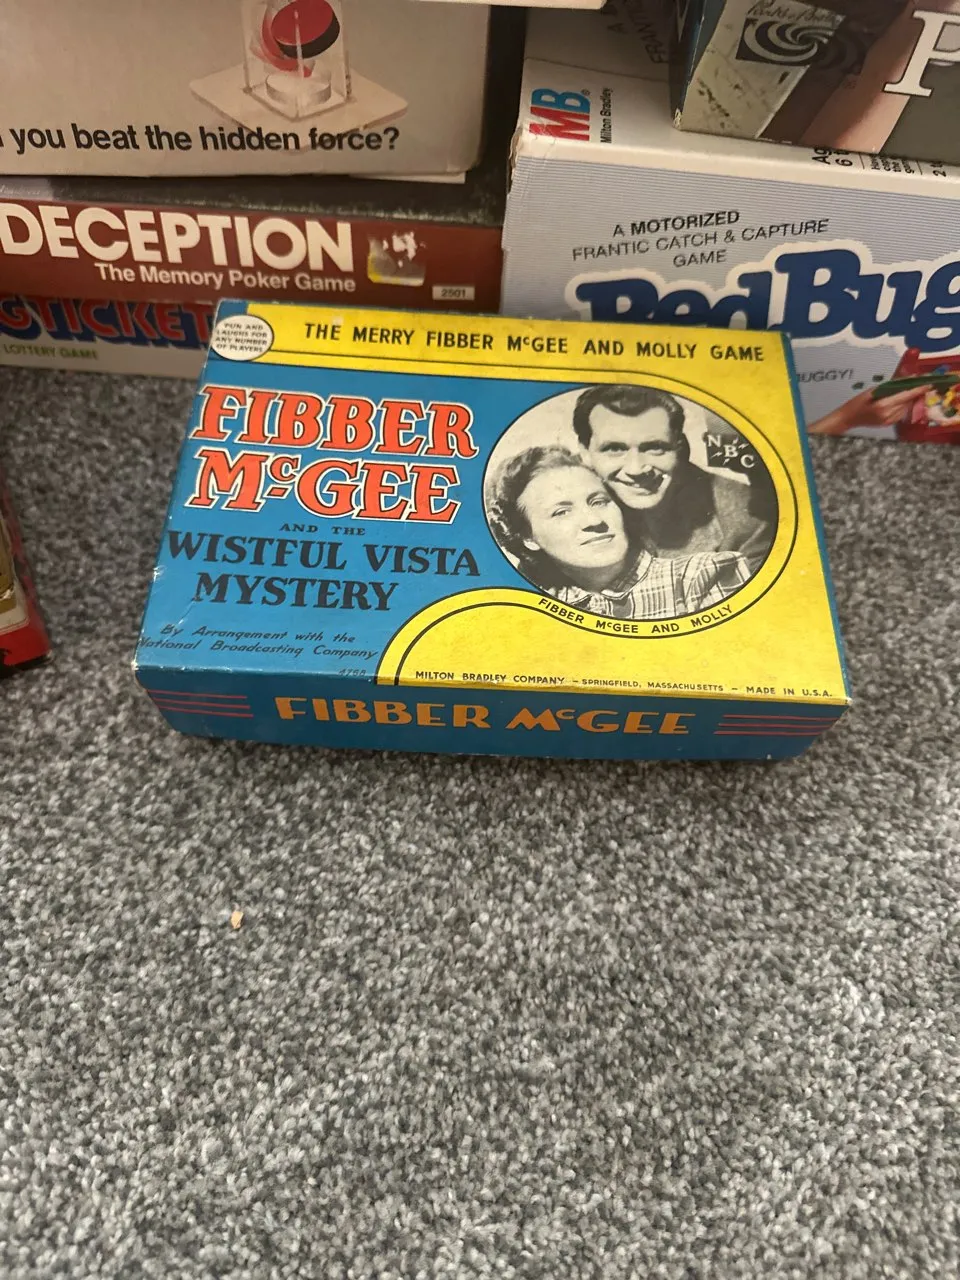 you beat the hidden force?
DECEPTION
The Memory Poker Game
2501
TICKET
LOTTERY GAME
MB
Milton Bradley
A MOTORIZED
FRANTIC CATCH & CAPTURE
GAME
Bed Bug
BUGGY!
P
FUN AND
LAUGHS FOR
ANY NUMBER
OF PLAYERS
THE MERRY FIBBER McGEE AND MOLLY GAME
FIBBER
McGEE
AND THE
WISTFUL VISTA
MYSTERY
By Arrangement with the
National Broadcasting Company
NBC
FIBBER McGEE AND MOLLY
MILTON BRADLEY COMPANY – SPRINGFIELD, MASSACHUSETTS – MADE IN U.S.A.
FIBBER McGEE